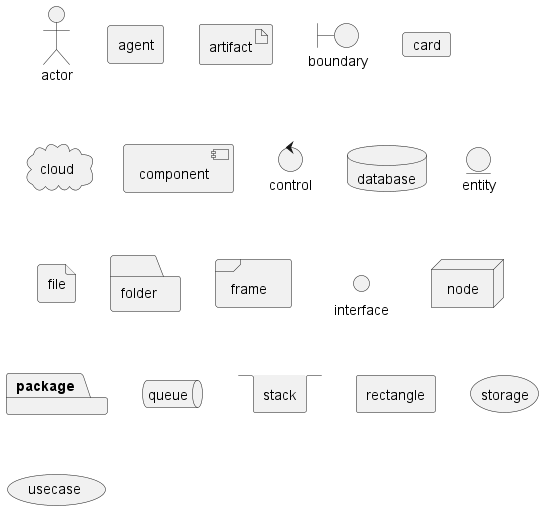 actor
agent
artifact
boundary
card
cloud
component
control
database
entity
file
folder
frame
interface
node
package
queue
stack
rectangle
storage
usecase